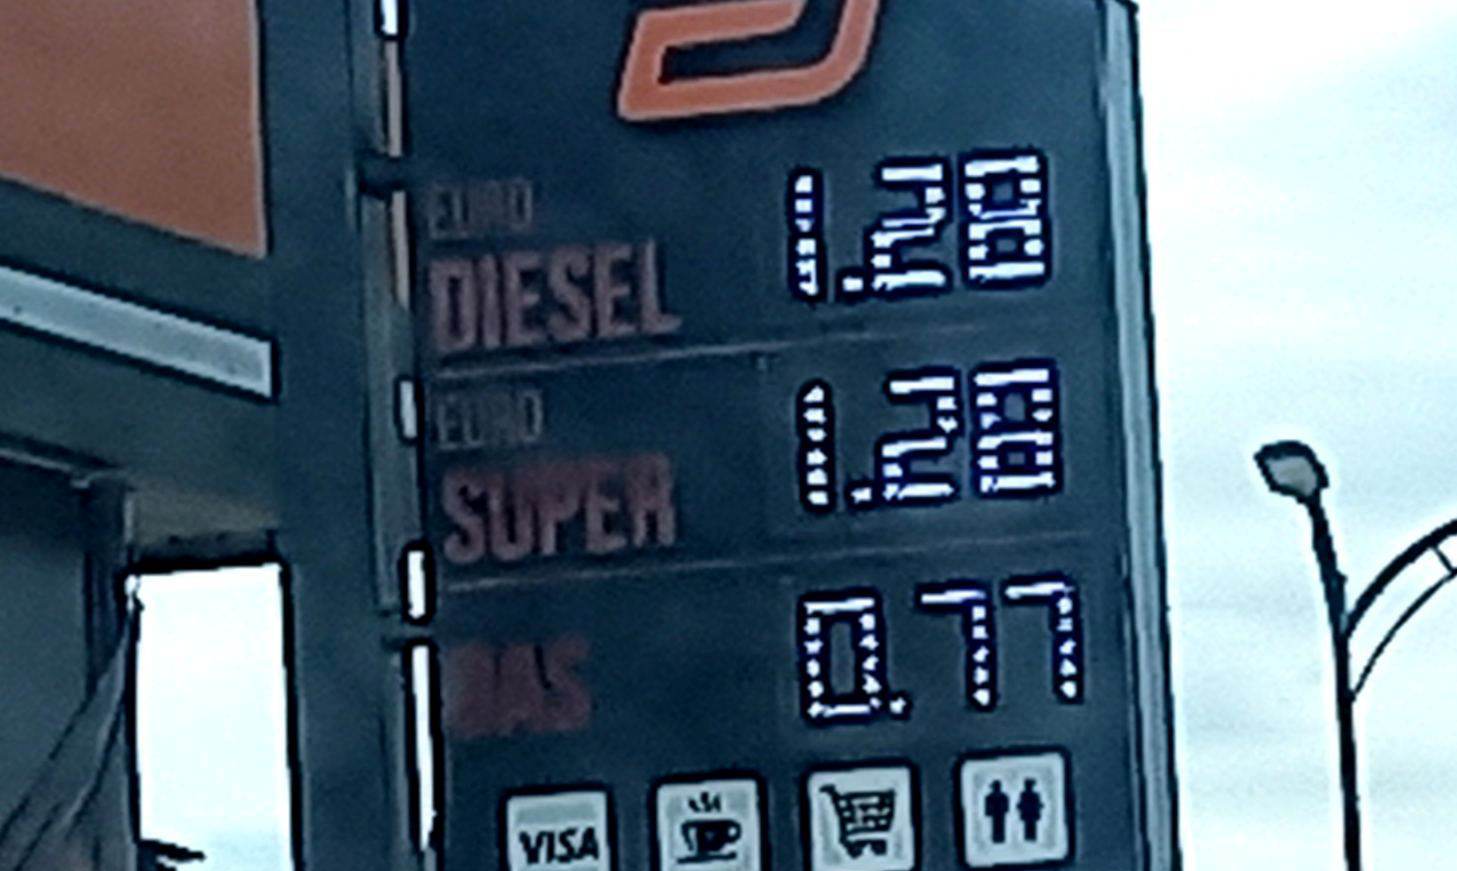 EURO
DIESEL 1.28
EURO
SUPER 1.28
GAS 0.77
VISA